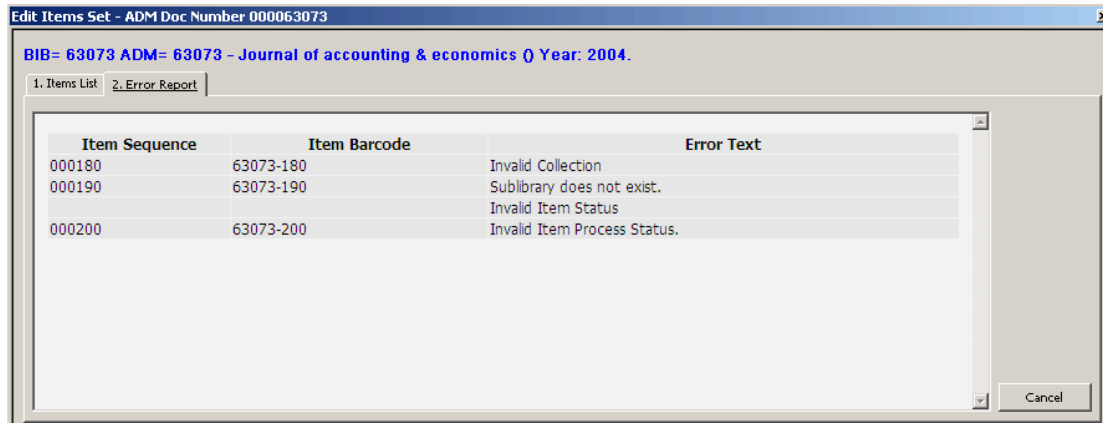 Edit Items Set - ADM Doc Number 000063073
BIB= 63073 ADM= 63073 - Journal of accounting & economics () Year: 2004.
1. Items List 2. Error Report
Item Sequence Item Barcode Error Text
000180 63073-180 Invalid Collection
000190 63073-190 Sublibrary does not exist.
Invalid Item Status
000200 63073-200 Invalid Item Process Status.
Cancel